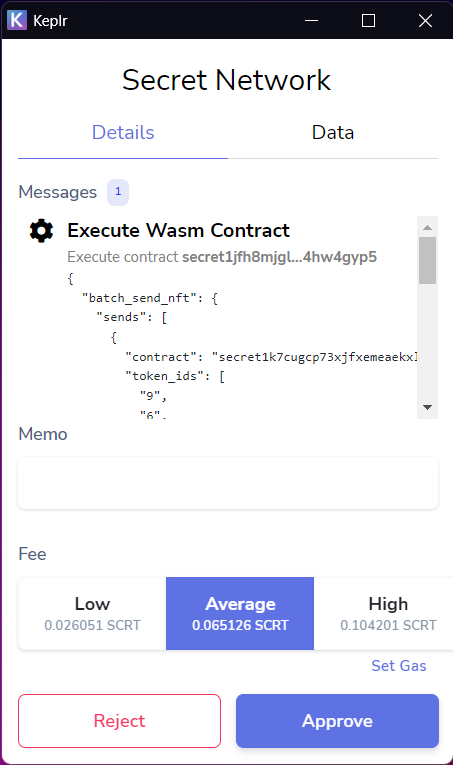 K Keplr
Secret Network
Details Data
Messages 1
Execute Wasm Contract
Execute contract secret1jfh8mjgl...4hw4gyp5
{
"batch_send_nft": {
"sends": [
{
"contract": "secret1k7cugcp73xjfxemeaekxl
"token_ids": [
"9",
"6",
Memo
Fee
Low Average High
0.026051 SCRT 0.065126 SCRT 0.104201 SCRT
Set Gas
Reject Approve